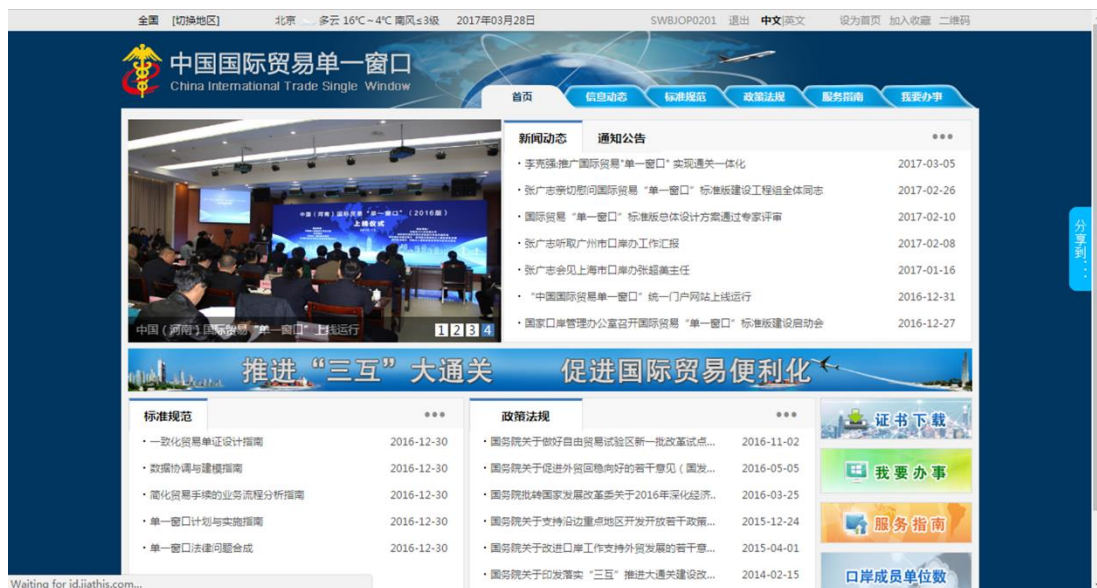 全国 [切换地区] 北京 多云 16℃~4℃ 南风≤3级 2017年03月28日 SWBJOP0201 退出 中文|英文 设为首页 加入收藏 二维码
中国国际贸易单一窗口
China International Trade Single Window
首页 信息动态 标准规范 政策法规 服务指南 我要办事
新闻动态 通知公告
·李克强:推广国际贸易"单一窗口" 实现通关一体化 2017-03-05
·张广志亲切慰问国际贸易“单一窗口”标准版建设工程组全体同志 2017-02-26
·国际贸易“单一窗口”标准版总体设计方案通过专家评审 2017-02-10
·张广志听取广州市口岸办工作汇报 2017-02-08
·张广志会见上海市口岸办张超美主任 2017-01-16
·“中国国际贸易单一窗口”统一门户网站上线运行 2016-12-31
·国家口岸管理办公室召开国际贸易“单一窗口”标准版建设启动会 2016-12-27
中国(河南)国际贸易“单一窗口”(2016版)
上线仪式
中国(河南)国际贸易“单一窗口”上线运行 1 2 3 4
分享到:
推进“三互”大通关 促进国际贸易便利化
标准规范
·一致化贸易单证设计指南 2016-12-30
·数据协调与建模指南 2016-12-30
·简化贸易手续的业务流程分析指南 2016-12-30
·单一窗口计划与实施指南 2016-12-30
·单一窗口法律问题合成 2016-12-30
政策法规
·国务院关于做好自由贸易试验区新一批改革试点... 2016-11-02
·国务院关于促进外贸回稳向好的若干意见(国发... 2016-05-05
·国务院批转国家发展改革委关于2016年深化经济.. 2016-03-25
·国务院关于支持沿边重点地区开发开放若干政策... 2015-12-24
·国务院关于改进口岸工作支持外贸发展的若干意... 2015-04-01
·国务院关于印发落实“三互”推进大通关建设改... 2014-02-15
证书下载
我要办事
服务指南
口岸成员单位数
Waiting for id.jiathis.com...